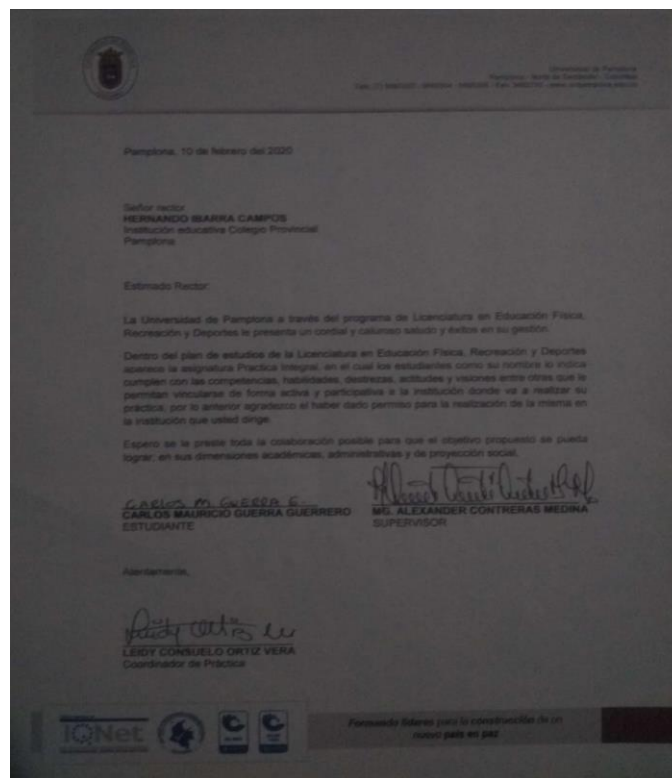 Universidad de Pamplona
Pamplona - Norte de Santander - Colombia
Pamplona, 10 de febrero del 2020
Señor rector
HERNANDO IBARRA CAMPOS
Institución educativa Colegio Provincial
Pamplona
Estimado Rector:
La Universidad de Pamplona a través del programa de Licenciatura en Educación Física,
Recreación y Deportes le presenta un cordial y caluroso saludo y éxitos en su gestión.
Dentro del plan de estudios de la Licenciatura en Educación Física, Recreación y Deportes
aparece la asignatura Practica Integral, en el cual los estudiantes como su nombre lo indica
cumplen con las competencias, habilidades, destrezas, actitudes y visiones entre otras que le
permitan vincularse de forma activa y participativa a la institución donde va a realizar su
práctica, por lo anterior agradezco el haber dado permiso para la realización de la misma en
la institución que usted dirige.
Espero se le preste toda la colaboración posible para que el objetivo propuesto se pueda
lograr, en sus dimensiones académicas, administrativas y de proyección social.
CARLOS M. GUERRA G.
CARLOS MAURICIO GUERRA GUERRERO
ESTUDIANTE
MG. ALEXANDER CONTRERAS MEDINA
SUPERVISOR
Atentamente,
LEIDY CONSUELO ORTIZ VERA
Coordinador de Práctica
IQNet
Formando líderes para la construcción de un
nuevo país en paz